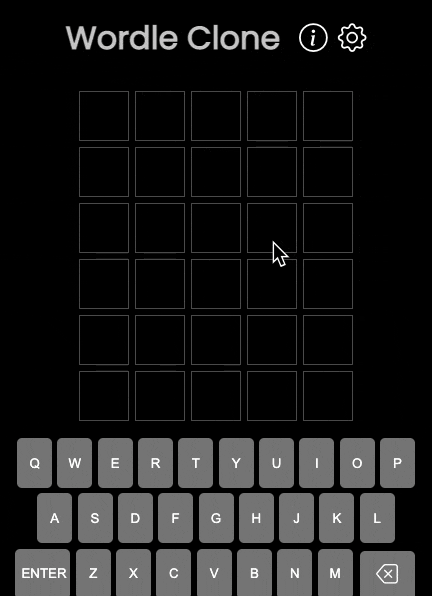 Wordle Clone
Q W E R T Y U I O P
A S D F G H J K L
ENTER Z X C V B N M